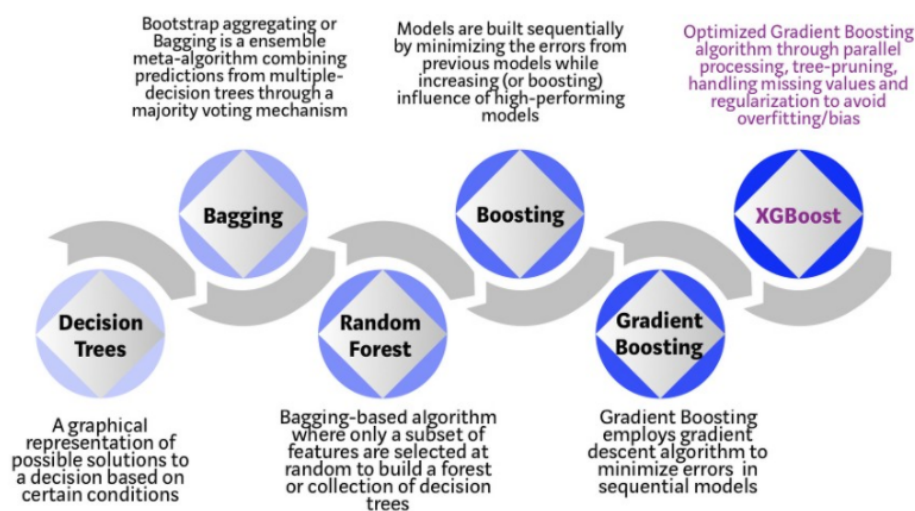 Bootstrap aggregating or
Bagging is a ensemble
meta-algorithm combining
predictions from multiple-
decision trees through a
majority voting mechanism
Models are built sequentially
by minimizing the errors from
previous models while
increasing (or boosting)
influence of high-performing
models
Optimized Gradient Boosting
algorithm through parallel
processing, tree-pruning,
handling missing values and
regularization to avoid
overfitting/bias
Bagging
Boosting
XGBoost
Decision
Trees
Random
Forest
Gradient
Boosting
A graphical
representation of
possible solutions to
a decision based on
certain conditions
Bagging-based algorithm
where only a subset of
features are selected at
random to build a forest
or collection of decision
trees
Gradient Boosting
employs gradient
descent algorithm to
minimize errors in
sequential models